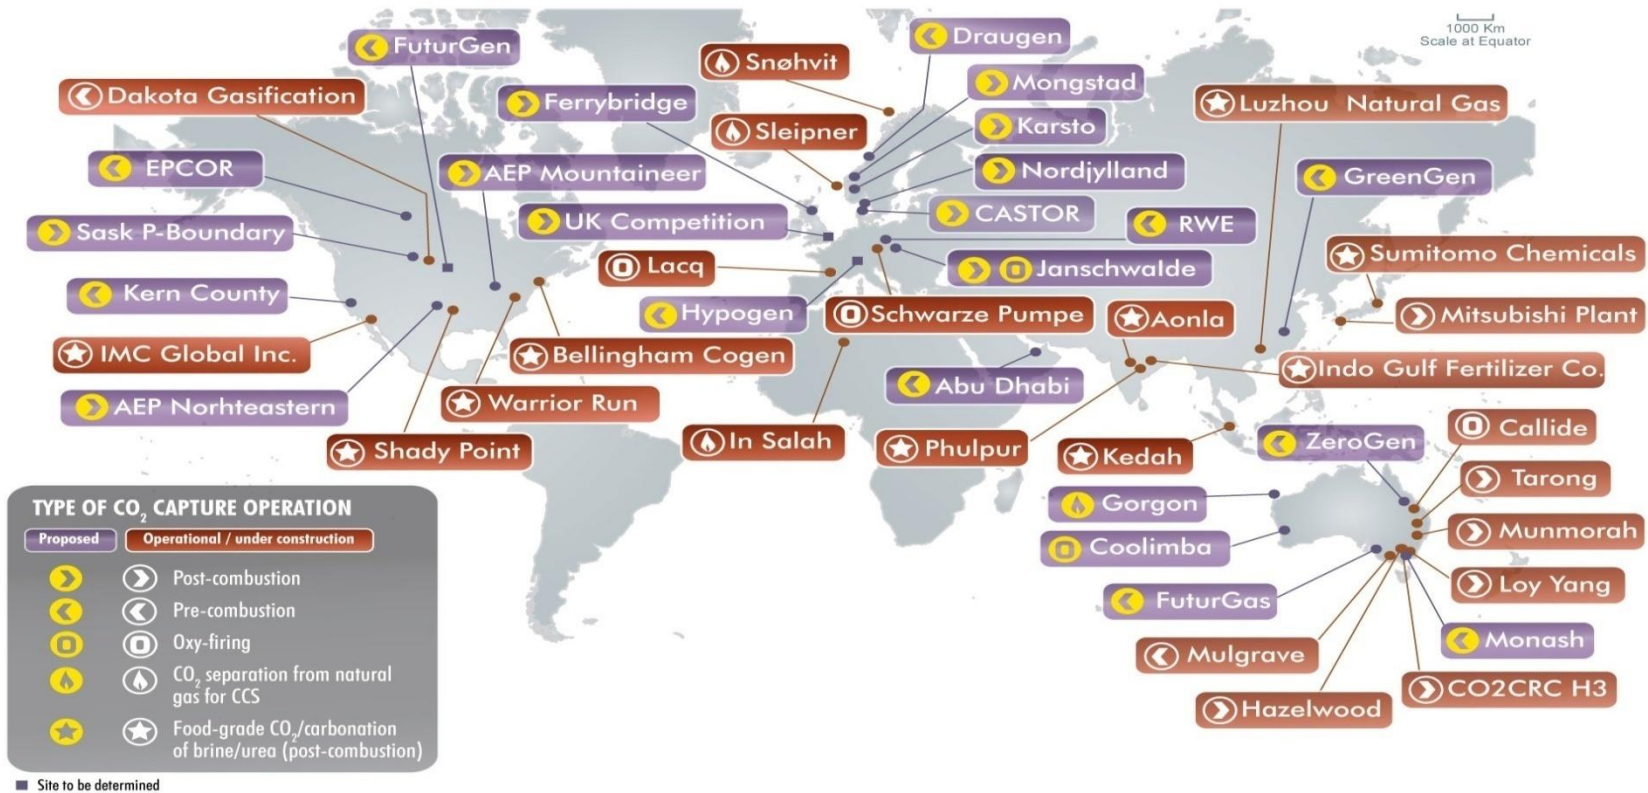 FuturGen
Draugen
1000 Km
Scale at Equator
Snøhvit
Mongstad
Dakota Gasification
Ferrybridge
Luzhou Natural Gas
Sleipner
Karsto
EPCOR
AEP Mountaineer
Nordjylland
GreenGen
Sask P-Boundary
UK Competition
CASTOR
RWE
Sumitomo Chemicals
Lacq
Janschwalde
Kern County
Hypogen
Schwarze Pumpe
Aonla
Mitsubishi Plant
IMC Global Inc.
Bellingham Cogen
Indo Gulf Fertilizer Co.
Abu Dhabi
AEP Norhteastern
Warrior Run
Shady Point
In Salah
Phulpur
Kedah
ZeroGen
Callide
Tarong
Gorgon
Munmorah
Coolimba
Loy Yang
FuturGas
Monash
Mulgrave
CO2CRC H3
Hazelwood
TYPE OF CO₂ CAPTURE OPERATION
Proposed
Operational / under construction
Post-combustion
Pre-combustion
Oxy-firing
CO₂ separation from natural
gas for CCS
Food-grade CO₂/carbonation
of brine/urea (post-combustion)
Site to be determined